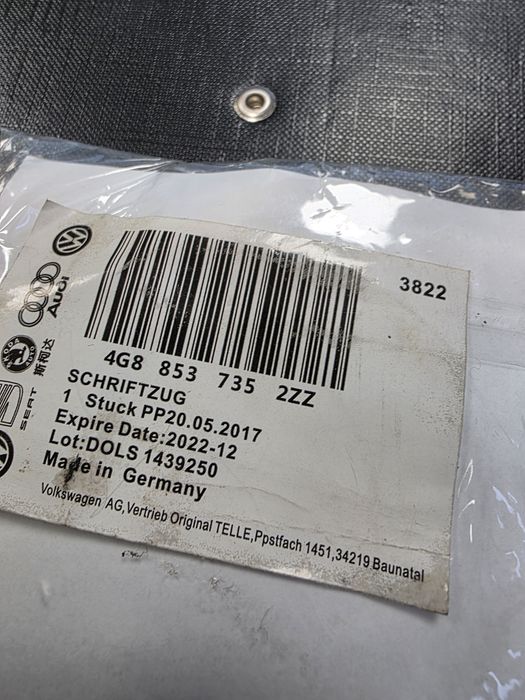 3822
4G8 853 735 2ZZ
SCHRIFTZUG
1 Stuck PP20.05.2017
Expire Date:2022-12
Lot:DOLS 1439250
Made in Germany
Volkswagen AG,Vertrieb Original TELLE,Ppstfach 1451,34219 Baunatal
Audi
斯柯达
SEAT